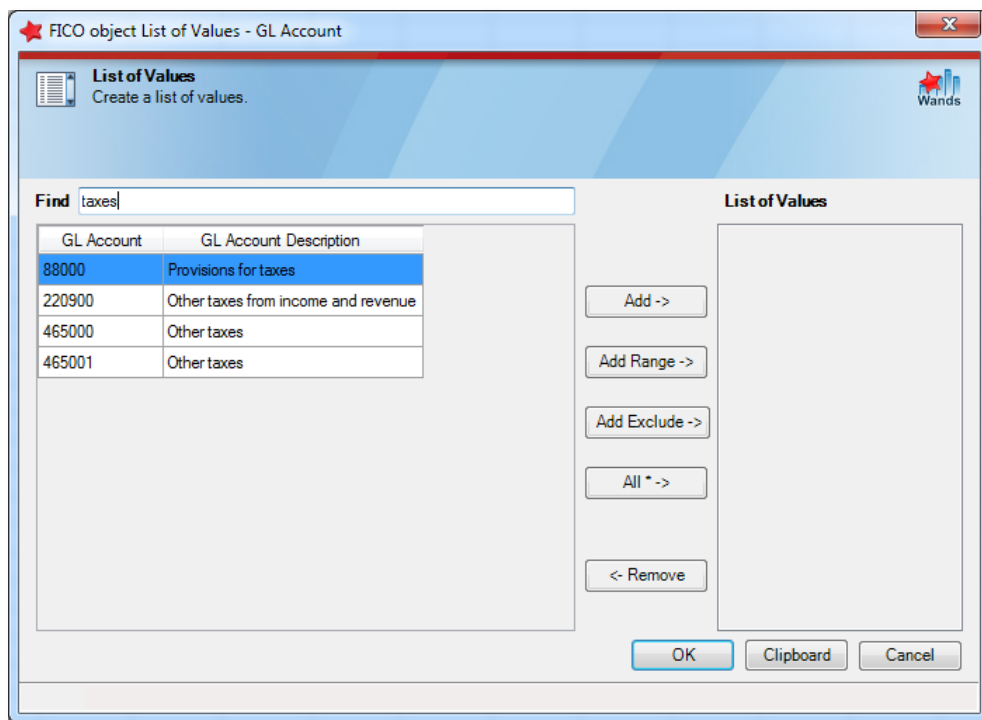 FICO object List of Values - GL Account
List of Values
Create a list of values.
Wands
Find taxes
List of Values
GL Account GL Account Description
88000 Provisions for taxes
220900 Other taxes from income and revenue
465000 Other taxes
465001 Other taxes
Add ->
Add Range ->
Add Exclude ->
All * ->
<- Remove
OK Clipboard Cancel